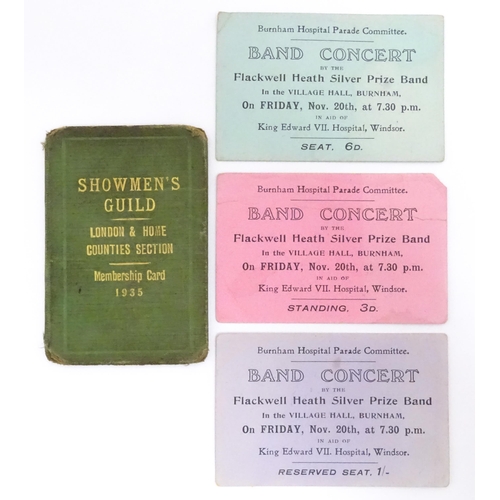 SHOWMEN'S
GUILD
LONDON & HOME
COUNTIES SECTION
Membership Card
1935
Burnham Hospital Parade Committee.
BAND CONCERT
BY THE
Flackwell Heath Silver Prize Band
In the VILLAGE HALL, BURNHAM,
On FRIDAY, Nov. 20th, at 7.30 p.m.
IN AID OF
King Edward VII. Hospital, Windsor.
SEAT. 6D.
Burnham Hospital Parade Committee.
BAND CONCERT
BY THE
Flackwell Heath Silver Prize Band
In the VILLAGE HALL, BURNHAM,
On FRIDAY, Nov. 20th, at 7.30 p.m.
IN AID OF
King Edward VII. Hospital, Windsor.
STANDING. 3D.
Burnham Hospital Parade Committee.
BAND CONCERT
BY THE
Flackwell Heath Silver Prize Band
In the VILLAGE HALL, BURNHAM,
On FRIDAY, Nov. 20th, at 7.30 p.m.
IN AID OF
King Edward VII. Hospital, Windsor.
RESERVED SEAT, 1/-